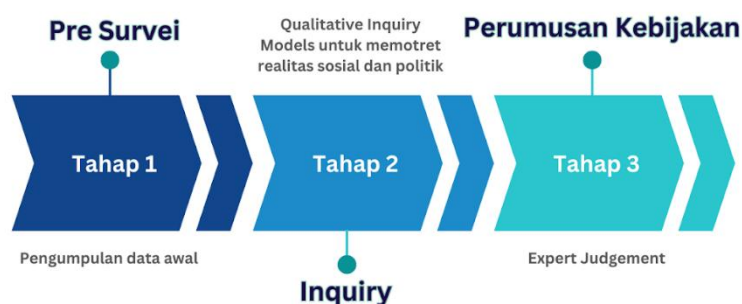 Pre Survei
Qualitative Inquiry
Models untuk memotret
realitas sosial dan politik
Perumusan Kebijakan
Tahap 1
Tahap 2
Tahap 3
Pengumpulan data awal
Inquiry
Expert Judgement